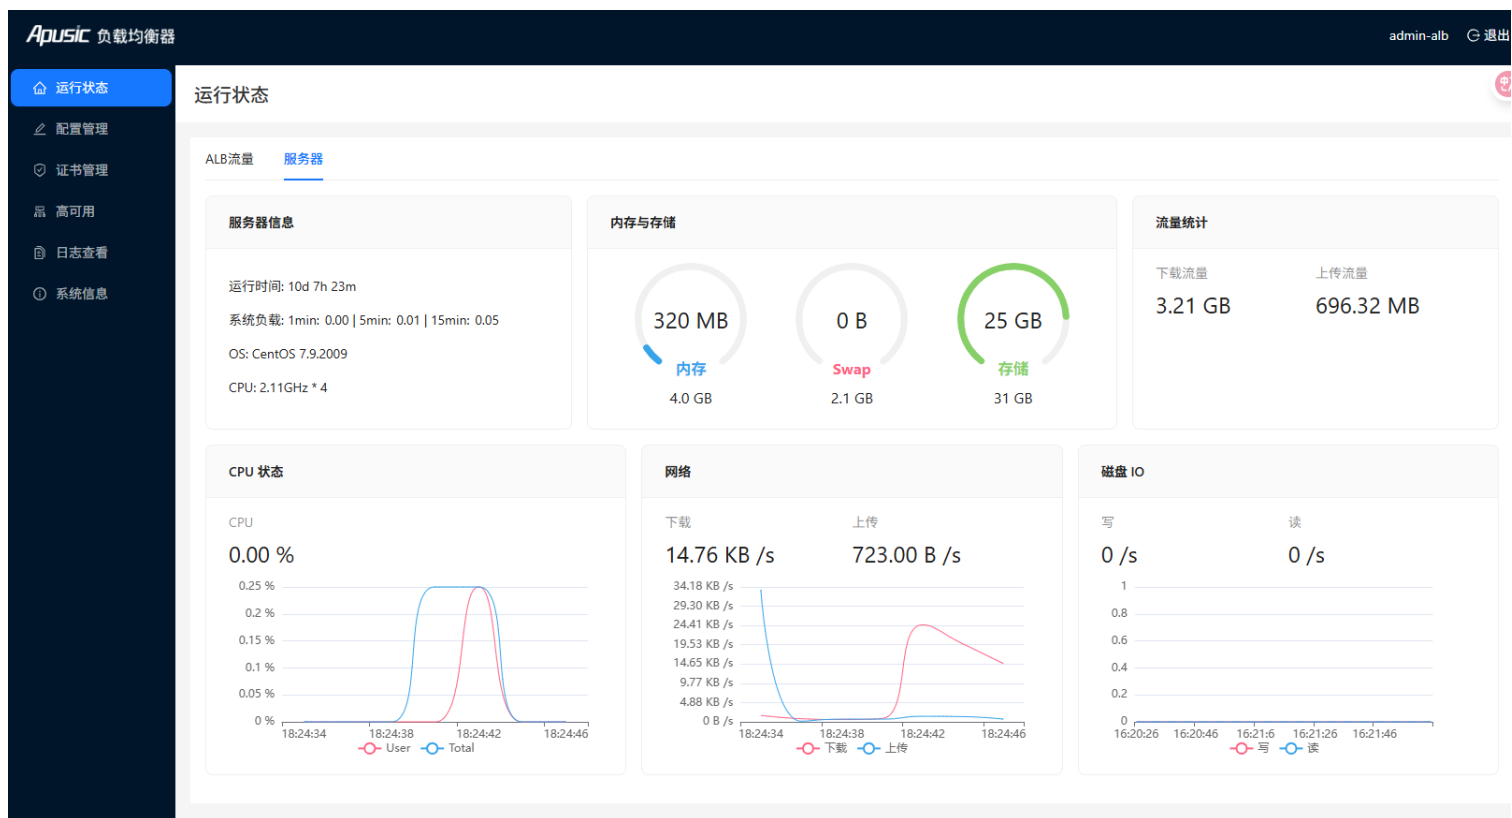 Apusic 负载均衡器
admin-alb 退出
运行状态
配置管理
证书管理
高可用
日志查看
系统信息
运行状态
ALB流量 服务器
服务器信息
运行时间: 10d 7h 23m
系统负载: 1min: 0.00 | 5min: 0.01 | 15min: 0.05
OS: CentOS 7.9.2009
CPU: 2.11GHz * 4
内存与存储
320 MB 0 B 25 GB
内存 Swap 存储
4.0 GB 2.1 GB 31 GB
流量统计
下载流量 上传流量
3.21 GB 696.32 MB
CPU 状态
CPU
0.00 %
0.25 %
0.2 %
0.15 %
0.1 %
0.05 %
0 %
18:24:34 18:24:38 18:24:42 18:24:46
User Total
网络
下载 上传
14.76 KB /s 723.00 B /s
34.18 KB /s
29.30 KB /s
24.41 KB /s
19.53 KB /s
14.65 KB /s
9.77 KB /s
4.88 KB /s
0 B /s
18:24:34 18:24:38 18:24:42 18:24:46
下载 上传
磁盘 IO
写 读
0 /s 0 /s
1
0.8
0.6
0.4
0.2
0
16:20:26 16:20:46 16:21:6 16:21:26 16:21:46
写 读